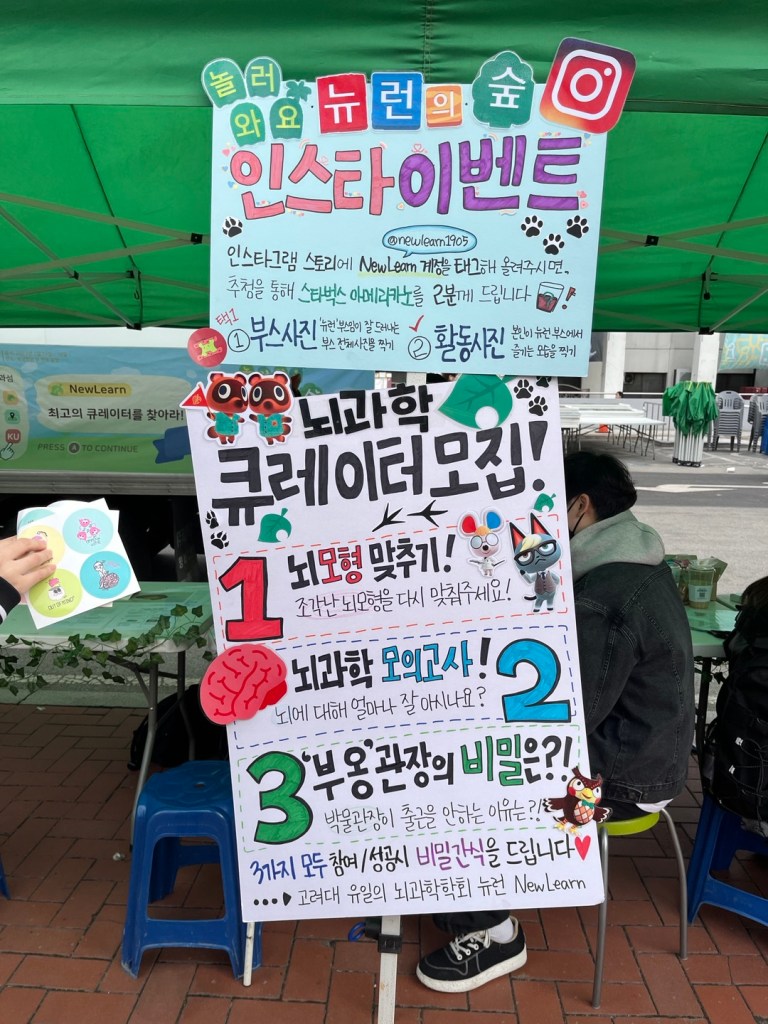 놀러
와요 뉴런의 숲
인스타이벤트
@newlearn1905
인스타그램 스토리에 NewLearn 계정을 태그해 올려주시면,
추첨을 통해 스타벅스 아메리카노를 2분께 드립니다
택1
① 부스사진 '뉴런' 부스임이 잘 드러나는
부스 전체사진을 찍기
② 활동사진 본인이 뉴런 부스에서
즐기는 모습을 찍기
NewLearn
최고의 큐레이터를 찾아라!
PRESS A TO CONTINUE
KU
뇌과학
큐레이터 모집!
1 뇌모형 맞추기!
조각난 뇌모형을 다시 맞춰주세요!
뇌과학 모의고사! 2
뇌에 대해 얼마나 잘 아시나요?
3 '부옹'관장의 비밀은?!
박물관장이 출근을 안하는 이유는?!
3가지 모두 참여/성공시 비밀간식을 드립니다
고려대 유일의 뇌과학학회 뉴런 NewLearn